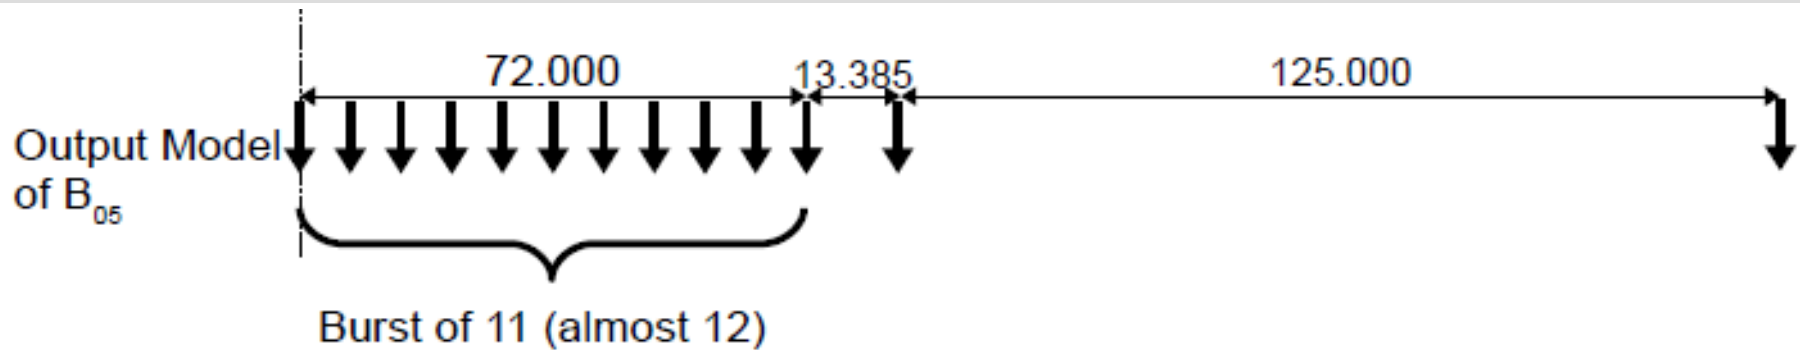 72.000
13.385
125.000
Output Model
of B05
Burst of 11 (almost 12)